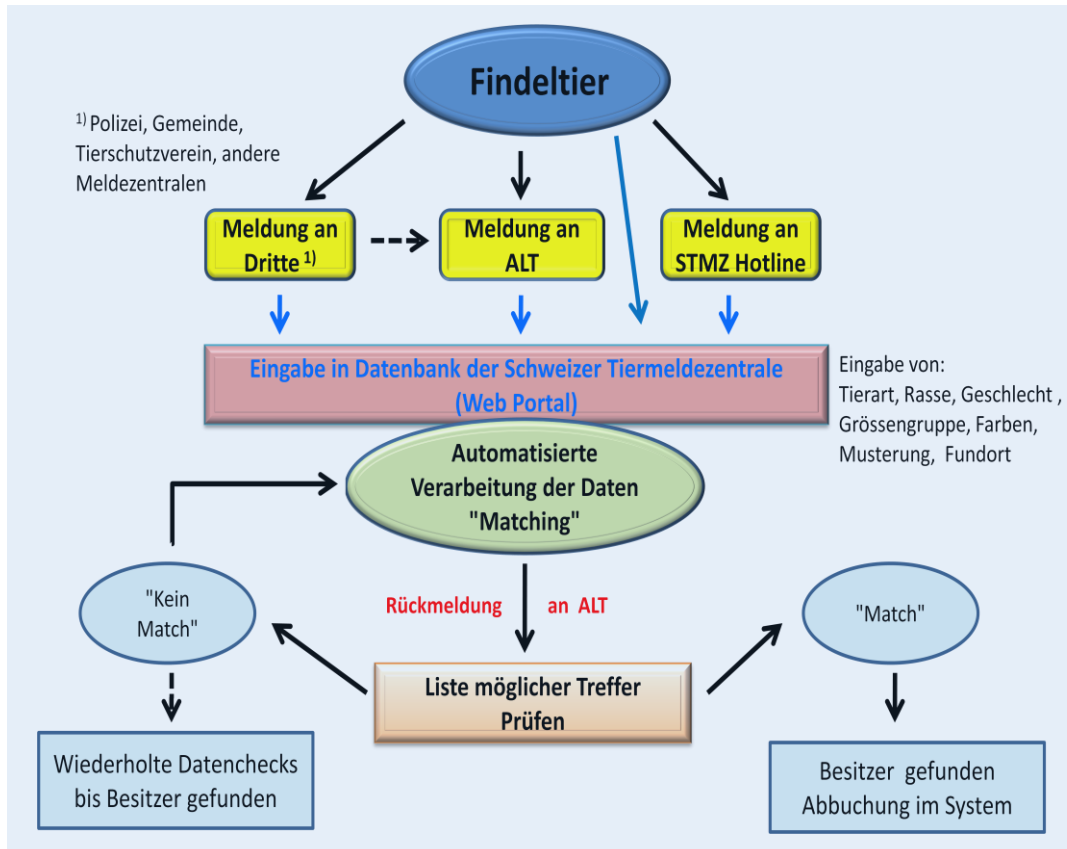 Findeltier
1) Polizei, Gemeinde,
Tierschutzverein, andere
Meldezentralen
Meldung an
Dritte 1)
Meldung an
ALT
Meldung an
STMZ Hotline
Eingabe in Datenbank der Schweizer Tiermeldezentrale
(Web Portal)
Eingabe von:
Tierart, Rasse, Geschlecht ,
Grössengruppe, Farben,
Musterung, Fundort
Automatisierte
Verarbeitung der Daten
"Matching"
Rückmeldung an ALT
"Kein
Match"
"Match"
Liste möglicher Treffer
Prüfen
Wiederholte Datenchecks
bis Besitzer gefunden
Besitzer gefunden
Abbuchung im System